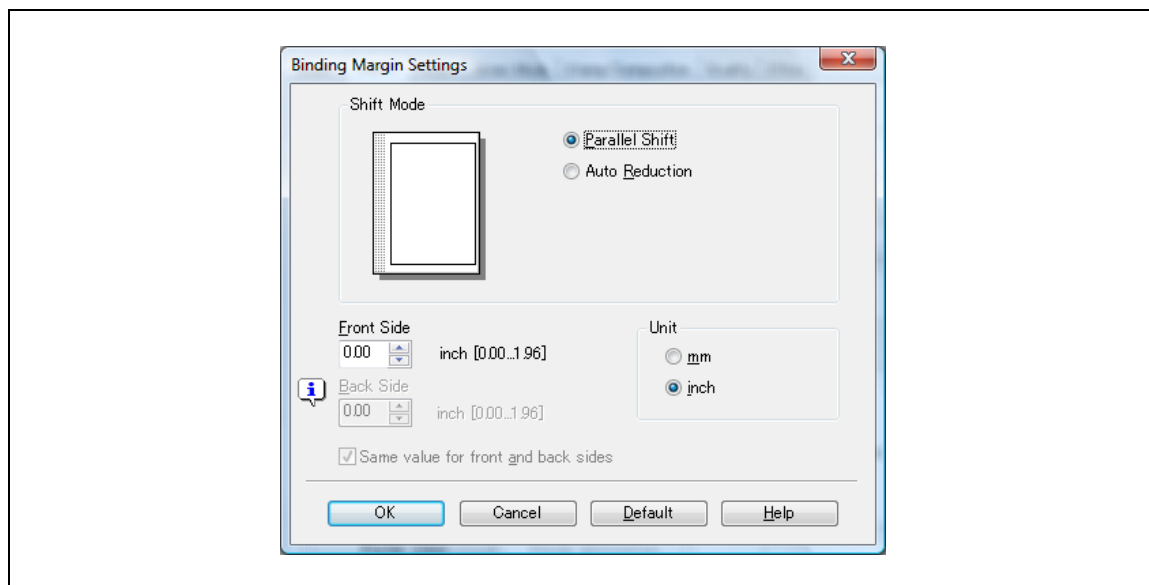 Binding Margin Settings
Shift Mode
Parallel Shift
Auto Reduction
Front Side
0.00 inch [0.00...1.96]
Back Side
0.00 inch [0.00...1.96]
Same value for front and back sides
Unit
mm
inch
OK Cancel Default Help